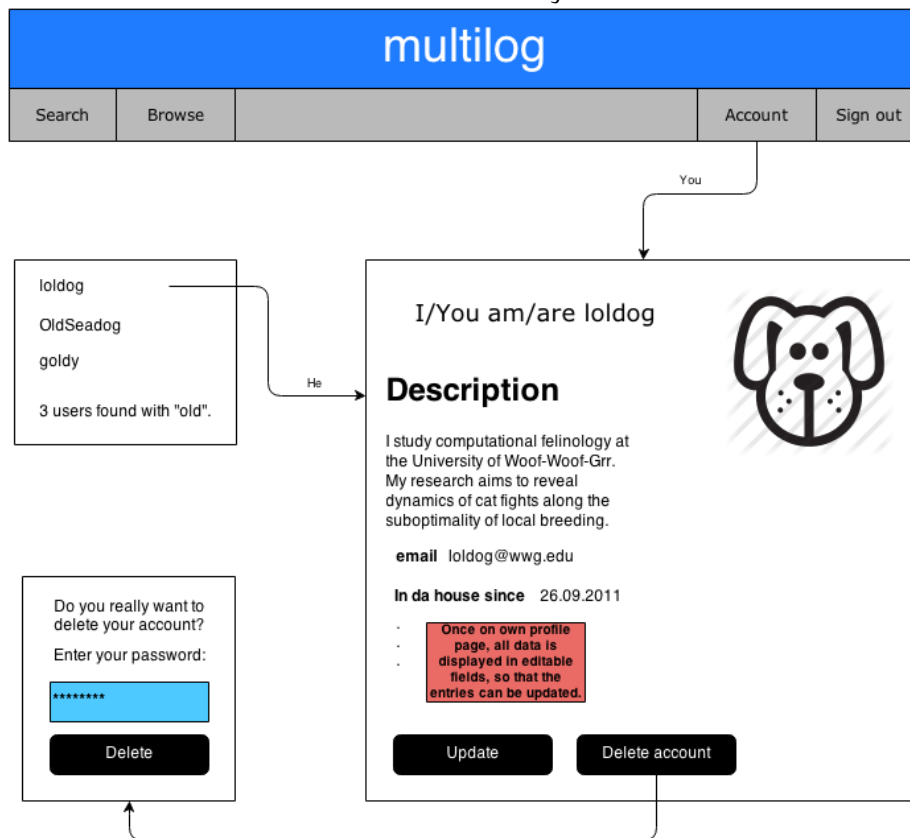 multilog
Search Browse Account Sign out
You
loldog
OldSeadog
goldy
3 users found with "old".
He
I/You am/are loldog
Description
I study computational felinology at
the University of Woof-Woof-Grr.
My research aims to reveal
dynamics of cat fights along the
suboptimality of local breeding.
email loldog@wwg.edu
In da house since 26.09.2011
.
.
.
Once on own profile
page, all data is
displayed in editable
fields, so that the
entries can be updated.
Update Delete account
Do you really want to
delete your account?
Enter your password:
********
Delete